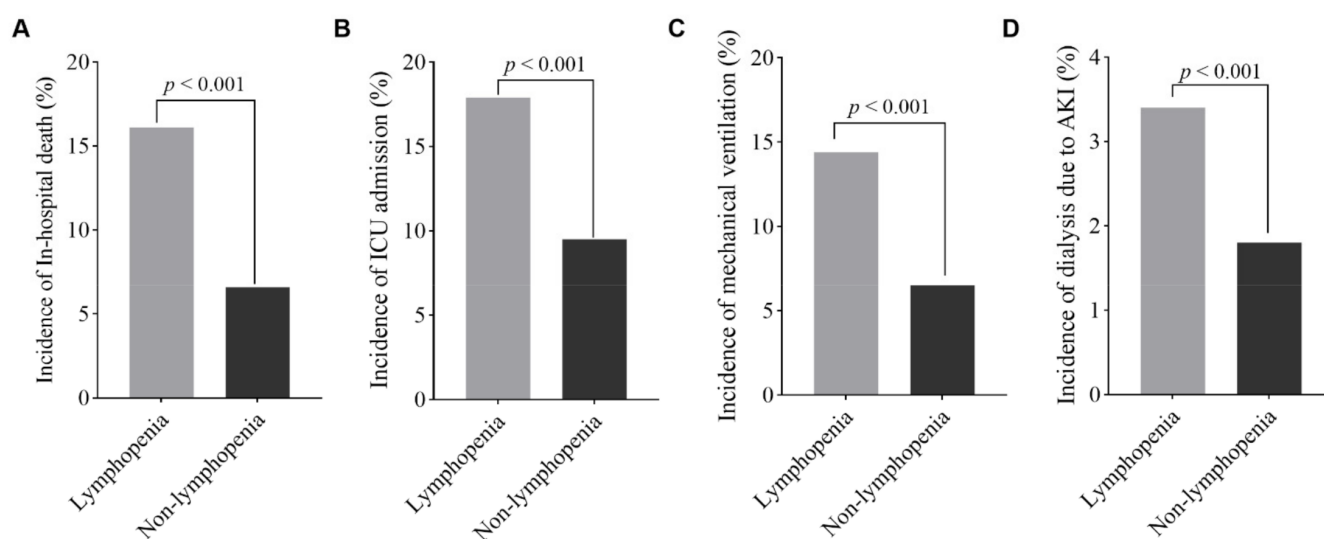 A
Incidence of In-hospital death (%)
20
15
10
5
0
p < 0.001
Lymphopenia
Non-lymphopenia
B
Incidence of ICU admission (%)
20
15
10
5
0
p < 0.001
Lymphopenia
Non-lymphopenia
C
Incidence of mechanical ventilation (%)
20
15
10
5
0
p < 0.001
Lymphopenia
Non-lymphopenia
D
Incidence of dialysis due to AKI (%)
4
3
2
1
0
p < 0.001
Lymphopenia
Non-lymphopenia